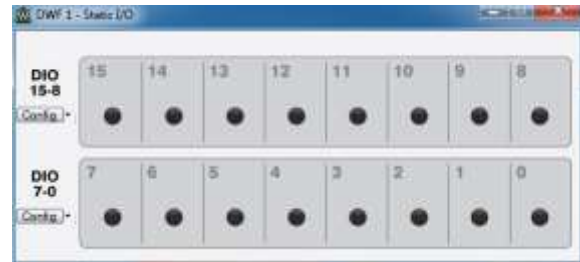 DWF 1 - Static I/O
DIO
15-8
Config
15 14 13 12 11 10 9 8
DIO
7-0
Config
7 6 5 4 3 2 1 0